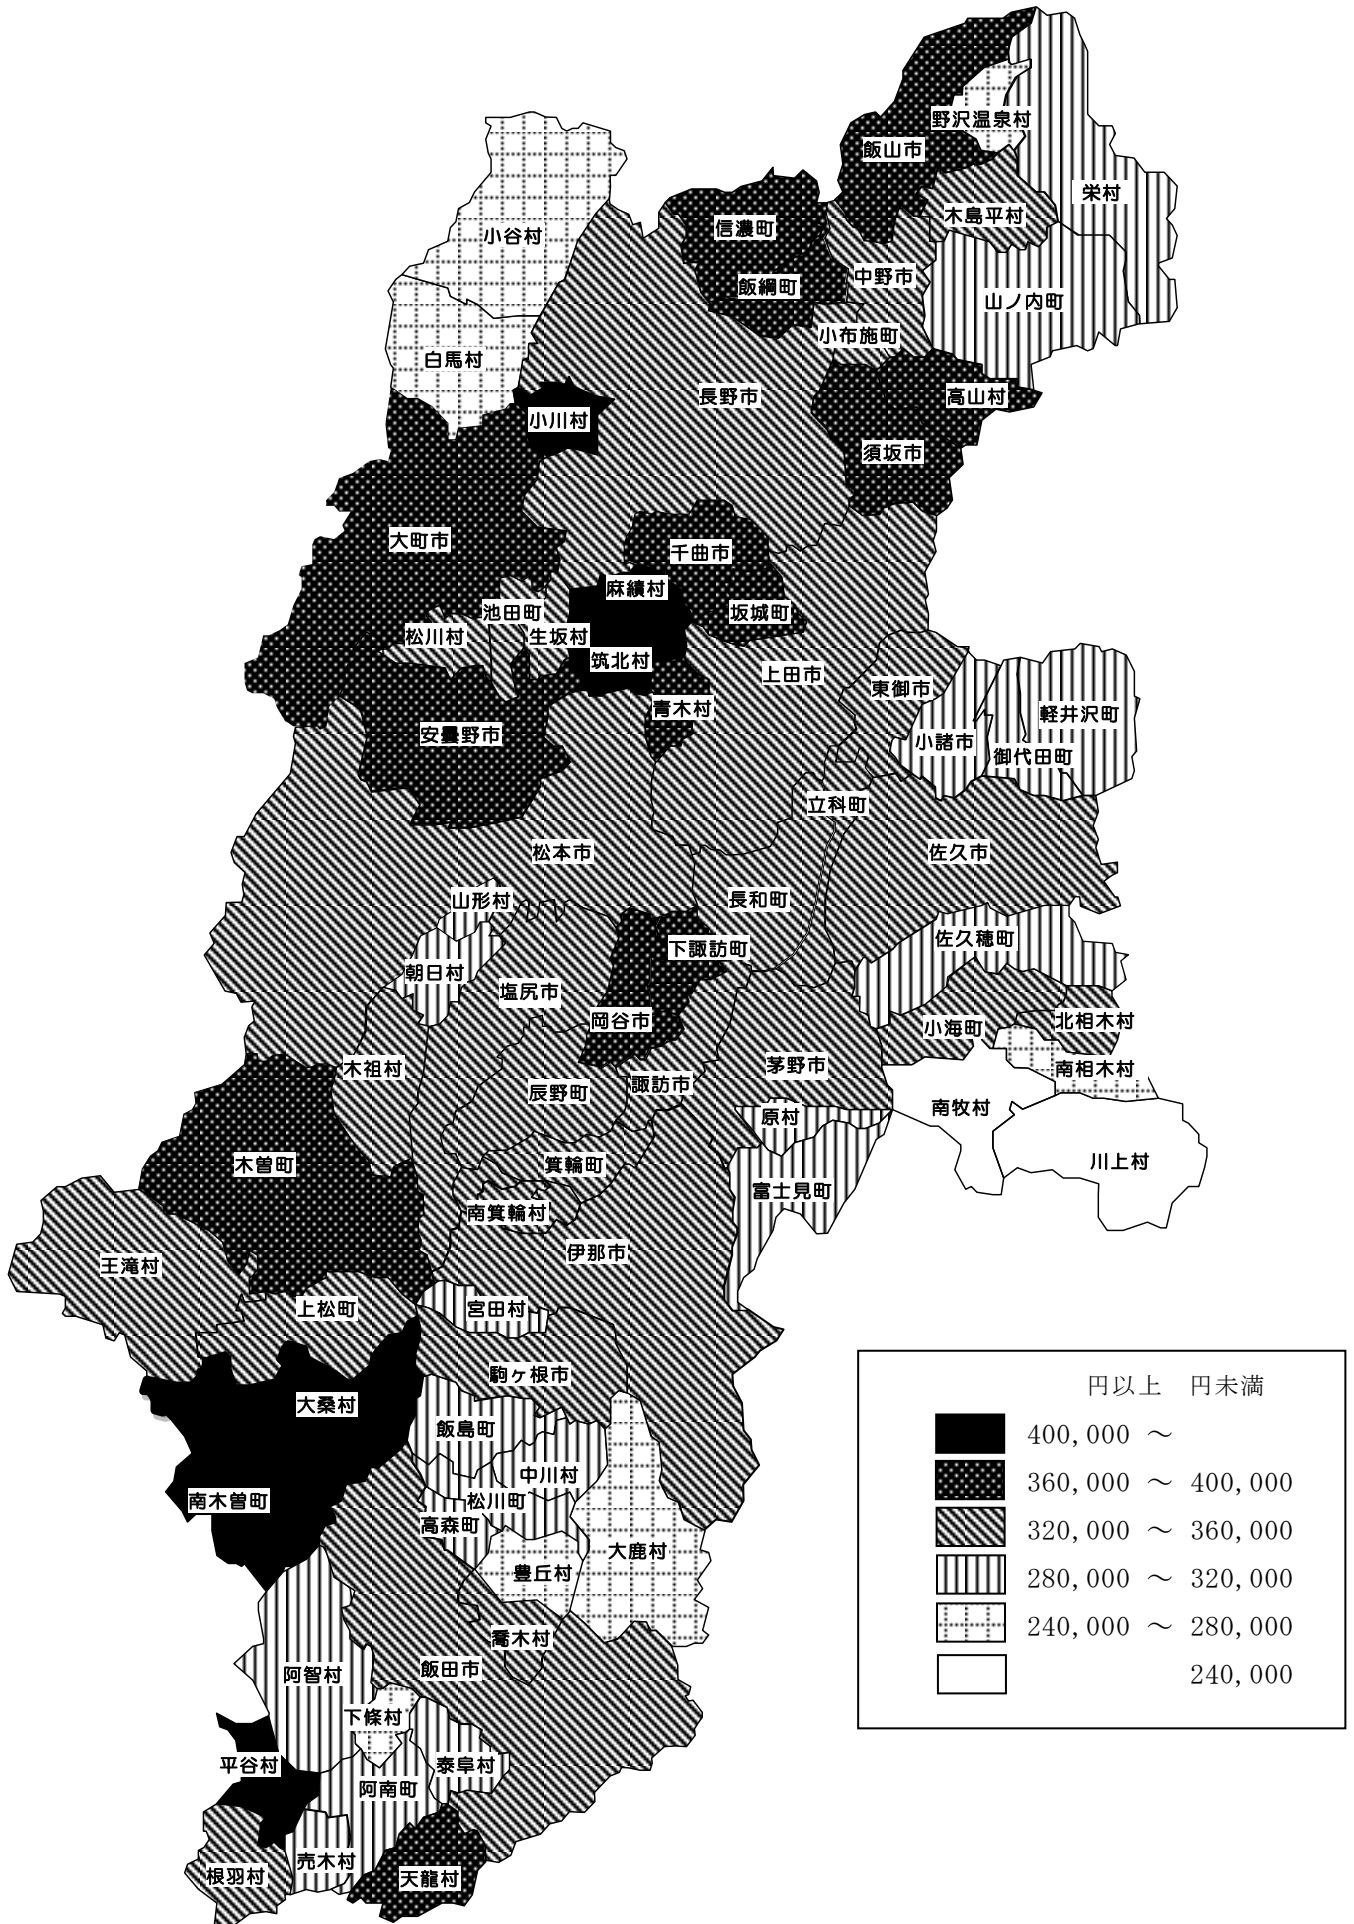 野沢温泉村
飯山市
栄村
木島平村
信濃町
小谷村
中野市
飯綱町
山ノ内町
小布施町
白馬村
長野市
高山村
小川村
須坂市
大町市
千曲市
麻績村
池田町
坂城町
松川村
生坂村
筑北村
上田市
東御市
青木村
軽井沢町
安曇野市
小諸市
御代田町
立科町
松本市
佐久市
山形村
長和町
佐久穂町
下諏訪町
朝日村
塩尻市
岡谷市
北相木村
小海町
木祖村
茅野市
南相木村
諏訪市
辰野町
南牧村
原村
木曽町
箕輪町
川上村
富士見町
南箕輪村
伊那市
王滝村
上松町
宮田村
駒ヶ根市
大桑村
飯島町
中川村
南木曽町
松川町
高森町
大鹿村
豊丘村
喬木村
飯田市
阿智村
下條村
平谷村
泰阜村
阿南町
売木村
根羽村
天龍村
円以上 円未満
400,000 ～
360,000 ～ 400,000
320,000 ～ 360,000
280,000 ～ 320,000
240,000 ～ 280,000
240,000